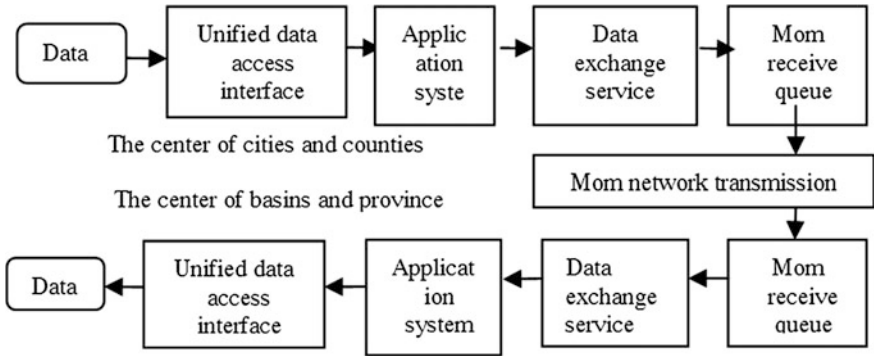 Data
Unified data
access
interface
Applic
ation
syste
Data
exchange
service
Mom
receive
queue
The center of cities and counties
Mom network transmission
The center of basins and province
Data
Unified data
access
interface
Applicat
ion
system
Data
exchange
service
Mom
receive
queue